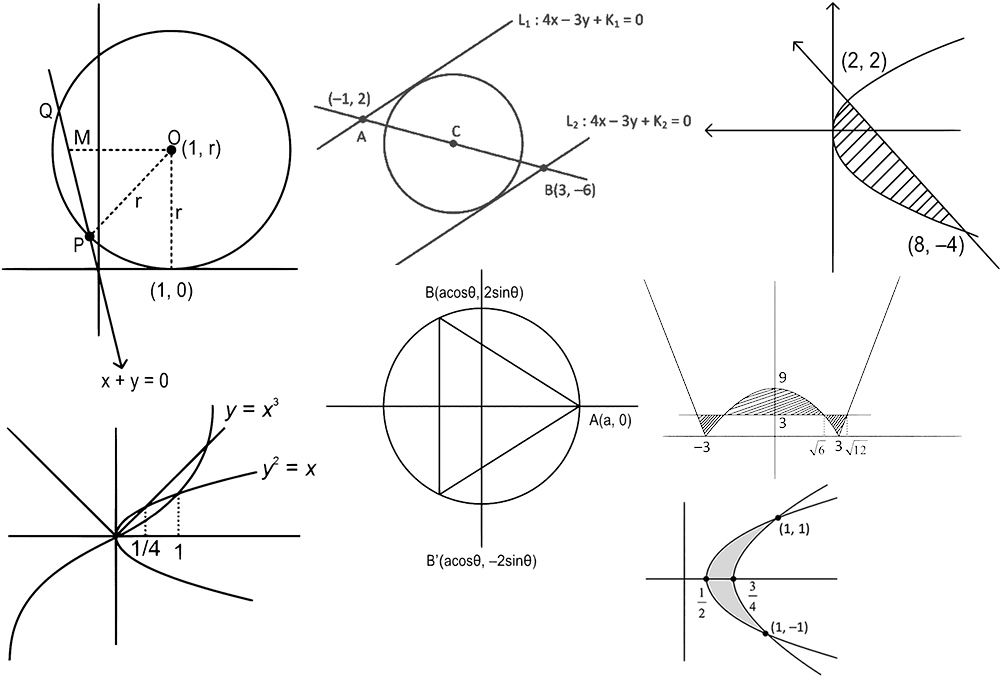 Q
M
O
(1, r)
r
r
P
(1, 0)
x + y = 0
L₁ : 4x – 3y + K₁ = 0
(–1, 2)
A
C
L₂ : 4x – 3y + K₂ = 0
B(3, –6)
(2, 2)
(8, –4)
y = x³
y² = x
1/4
1
B(acosθ, 2sinθ)
A(a, 0)
B'(acosθ, –2sinθ)
9
3
–3
√6
3
√12
(1, 1)
1/2
3/4
(1, –1)